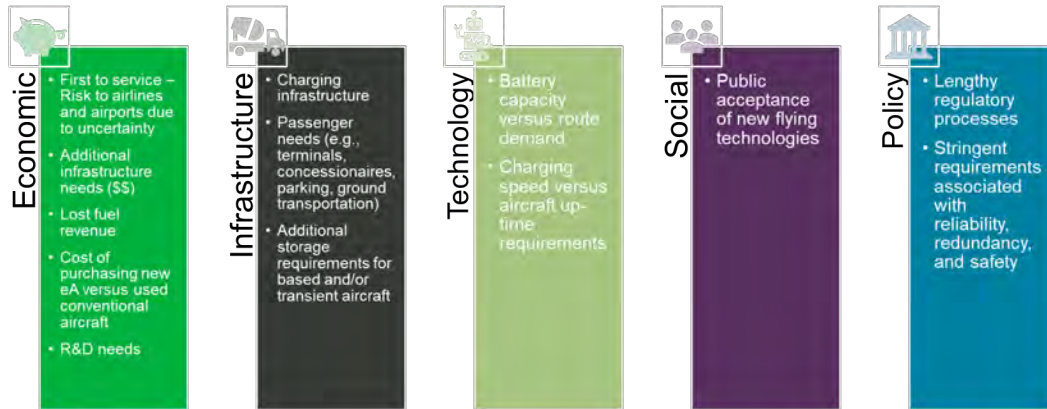 Economic
• First to service –
Risk to airlines
and airports due
to uncertainty
• Additional
infrastructure
needs ($$)
• Lost fuel
revenue
• Cost of
purchasing new
eA versus used
conventional
aircraft
• R&D needs
Infrastructure
• Charging
infrastructure
• Passenger
needs (e.g.,
terminals,
concessionaires,
parking, ground
transportation)
• Additional
storage
requirements for
based and/or
transient aircraft
Technology
• Battery
capacity
versus route
demand
• Charging
speed versus
aircraft up-
time
requirements
Social
• Public
acceptance
of new flying
technologies
Policy
• Lengthy
regulatory
processes
• Stringent
requirements
associated
with
reliability,
redundancy,
and safety